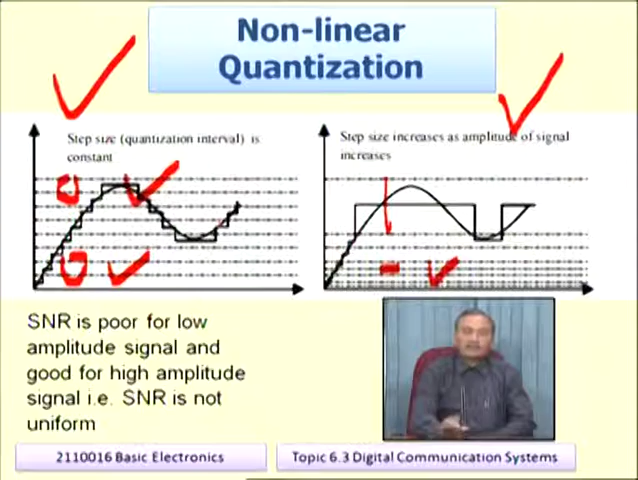 Non-linear
Quantization
Step size (quantization interval) is
constant
Step size increases as amplitude of signal
increases
SNR is poor for low
amplitude signal and
good for high amplitude
signal i.e. SNR is not
uniform
2110016 Basic Electronics
Topic 6.3 Digital Communication Systems